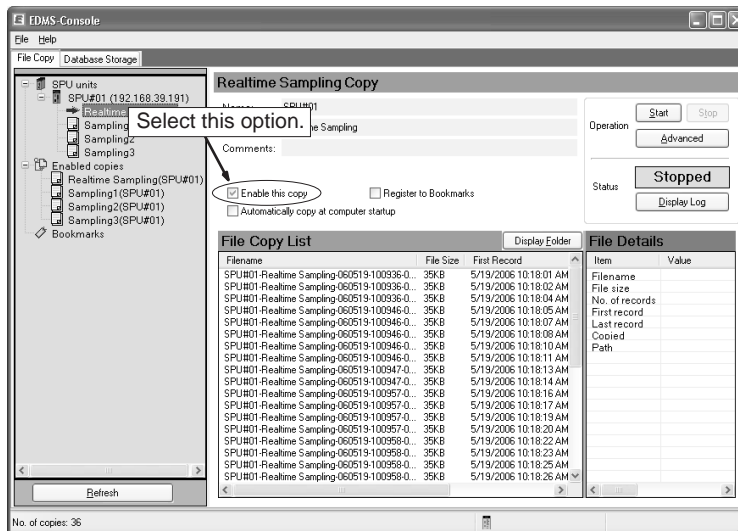 EDMS-Console
File Help
File Copy Database Storage
SPU units
SPU#01 (192.168.39.191)
Realtime
Sampling
Sampling2
Sampling3
Enabled copies
Realtime Sampling(SPU#01)
Sampling1(SPU#01)
Sampling2(SPU#01)
Sampling3(SPU#01)
Bookmarks
Refresh
No. of copies: 36
Select this option.
Realtime Sampling Copy
SPU#01
Sampling
Comments:
Enable this copy Register to Bookmarks
Automatically copy at computer startup
Operation
Start Stop
Advanced
Status
Stopped
Display Log
File Copy List Display Folder
Filename File Size First Record
SPU#01-Realtime Sampling-060519-100936-0... 35KB 5/19/2006 10:18:01 AM
SPU#01-Realtime Sampling-060519-100936-0... 35KB 5/19/2006 10:18:02 AM
SPU#01-Realtime Sampling-060519-100936-0... 35KB 5/19/2006 10:18:04 AM
SPU#01-Realtime Sampling-060519-100946-0... 35KB 5/19/2006 10:18:05 AM
SPU#01-Realtime Sampling-060519-100946-0... 35KB 5/19/2006 10:18:07 AM
SPU#01-Realtime Sampling-060519-100946-0... 35KB 5/19/2006 10:18:08 AM
SPU#01-Realtime Sampling-060519-100946-0... 35KB 5/19/2006 10:18:10 AM
SPU#01-Realtime Sampling-060519-100946-0... 35KB 5/19/2006 10:18:11 AM
SPU#01-Realtime Sampling-060519-100947-0... 35KB 5/19/2006 10:18:13 AM
SPU#01-Realtime Sampling-060519-100947-0... 35KB 5/19/2006 10:18:14 AM
SPU#01-Realtime Sampling-060519-100957-0... 35KB 5/19/2006 10:18:16 AM
SPU#01-Realtime Sampling-060519-100957-0... 35KB 5/19/2006 10:18:17 AM
SPU#01-Realtime Sampling-060519-100957-0... 35KB 5/19/2006 10:18:19 AM
SPU#01-Realtime Sampling-060519-100957-0... 35KB 5/19/2006 10:18:20 AM
SPU#01-Realtime Sampling-060519-100958-0... 35KB 5/19/2006 10:18:22 AM
SPU#01-Realtime Sampling-060519-100958-0... 35KB 5/19/2006 10:18:23 AM
SPU#01-Realtime Sampling-060519-100958-0... 35KB 5/19/2006 10:18:25 AM
SPU#01-Realtime Sampling-060519-100958-0... 35KB 5/19/2006 10:18:26 AM
File Details
Item Value
Filename
File size
No. of records
First record
Last record
Copied
Path